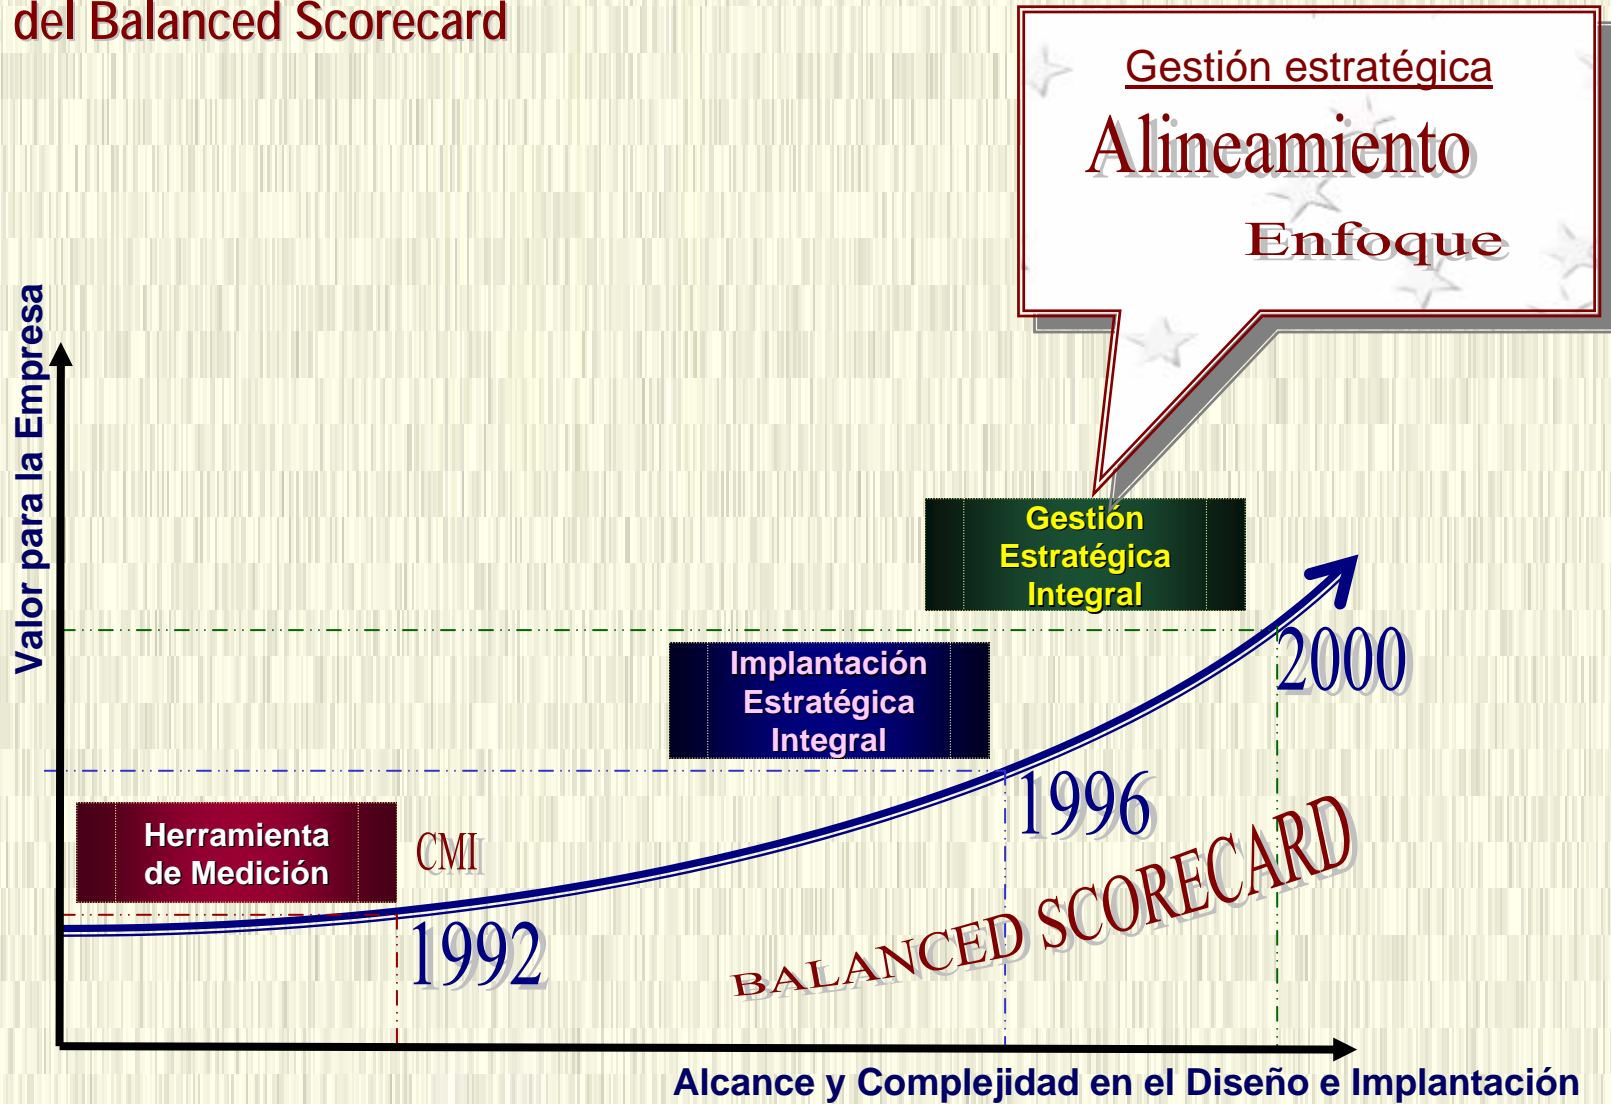 del Balanced Scorecard
Gestión estratégica
Alineamiento
Enfoque
Valor para la Empresa
Gestión
Estratégica
Integral
2000
Implantación
Estratégica
Integral
1996
Herramienta
de Medición
CMI
1992
BALANCED SCORECARD
Alcance y Complejidad en el Diseño e Implantación